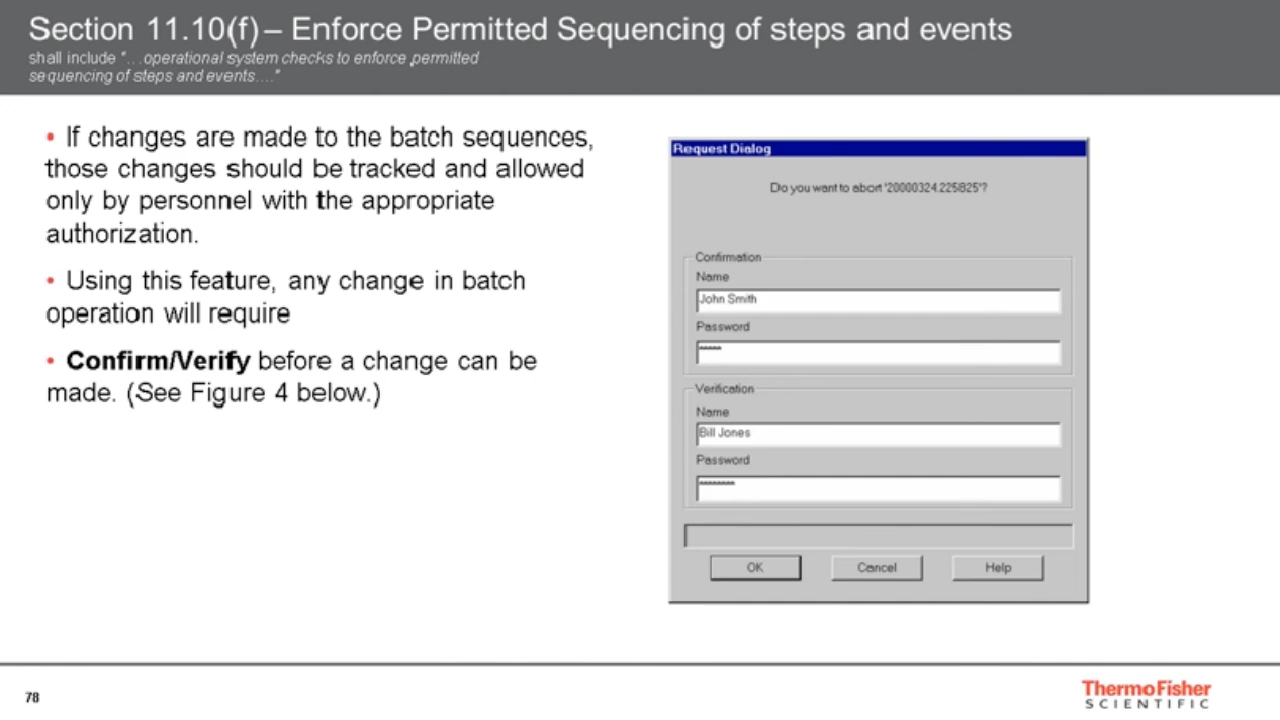 Section 11.10(f) – Enforce Permitted Sequencing of steps and events
shall include "…operational system checks to enforce permitted
sequencing of steps and events…."
• If changes are made to the batch sequences,
those changes should be tracked and allowed
only by personnel with the appropriate
authorization.
• Using this feature, any change in batch
operation will require
• Confirm/Verify before a change can be
made. (See Figure 4 below.)
Request Dialog
Do you want to abort '20000324.225825'?
Confirmation
Name
John Smith
Password
*****
Verification
Name
Bill Jones
Password
********
OK Cancel Help
78
ThermoFisher
SCIENTIFIC